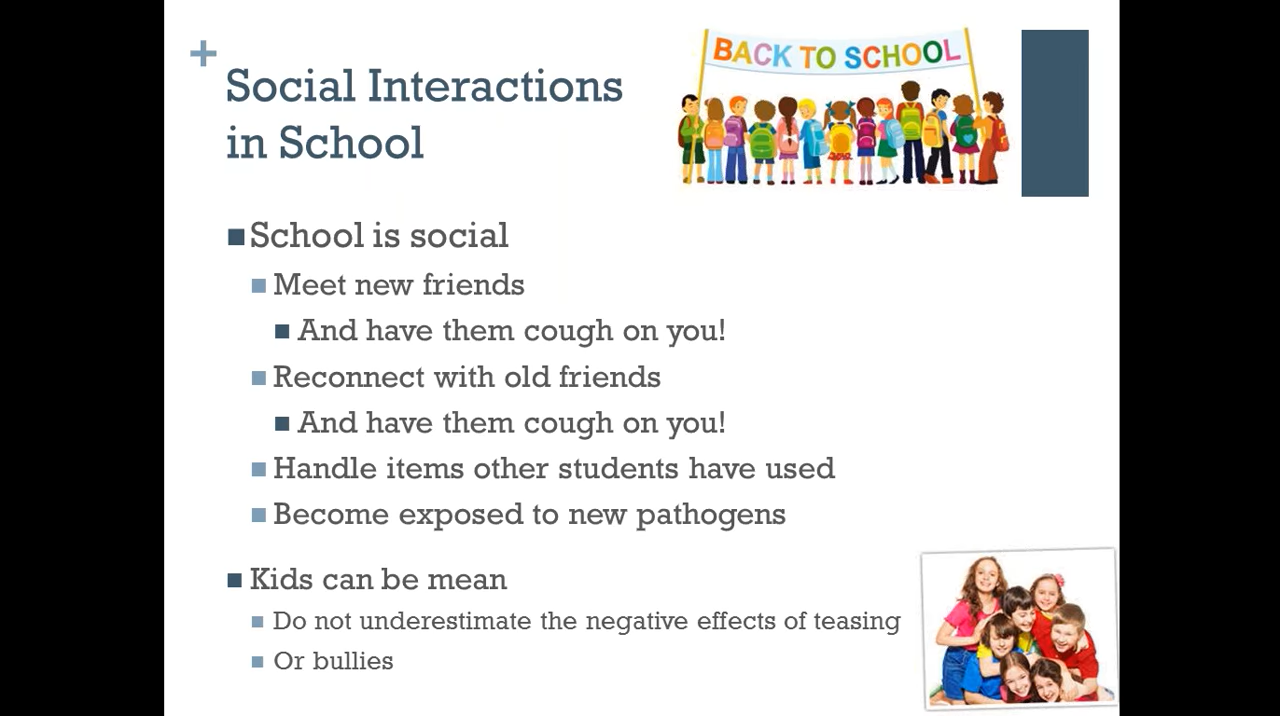 BACK TO SCHOOL
+
Social Interactions
in School
School is social
Meet new friends
And have them cough on you!
Reconnect with old friends
And have them cough on you!
Handle items other students have used
Become exposed to new pathogens
Kids can be mean
Do not underestimate the negative effects of teasing
Or bullies